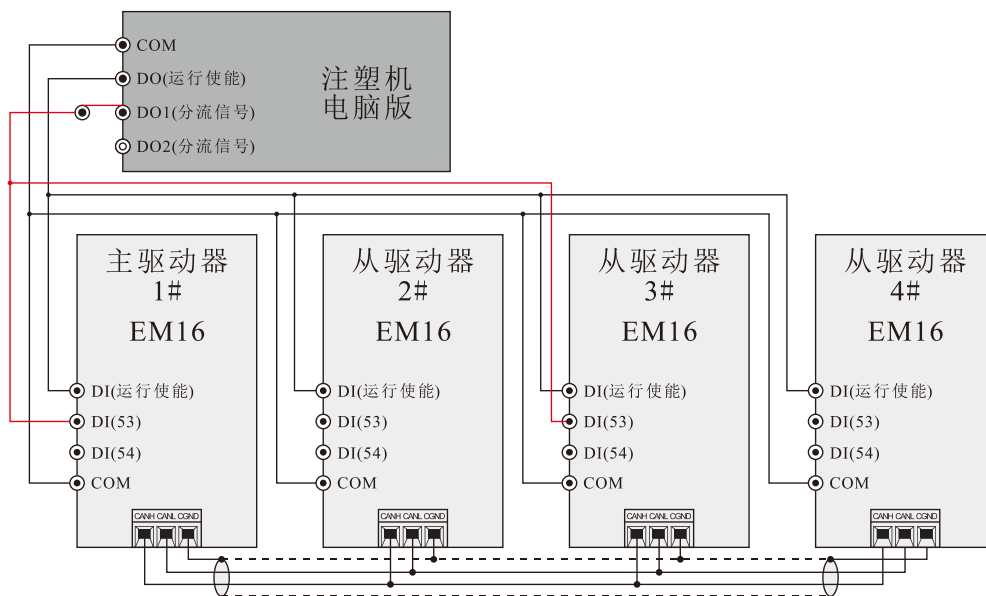 COM
DO(运行使能)
DO1(分流信号)
DO2(分流信号)
注塑机
电脑版
主驱动器
1#
EM16
DI(运行使能)
DI(53)
DI(54)
COM
CANH CANL CGND
从驱动器
2#
EM16
DI(运行使能)
DI(53)
DI(54)
COM
CANH CANL CGND
从驱动器
3#
EM16
DI(运行使能)
DI(53)
DI(54)
COM
CANH CANL CGND
从驱动器
4#
EM16
DI(运行使能)
DI(53)
DI(54)
COM
CANH CANL CGND